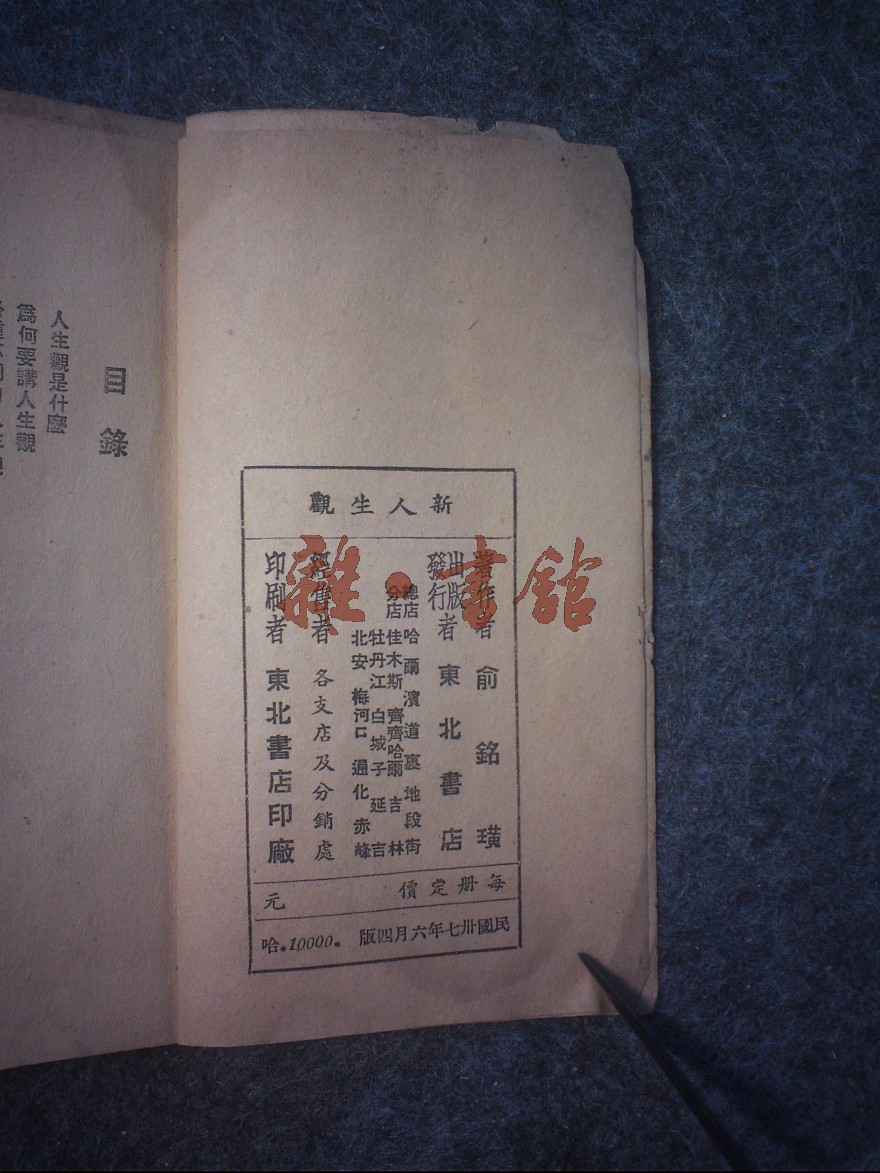 新人生觀
著作者 俞銘璜
出版
發行者 東北書店
總店 哈爾濱道裏地段街
分店 佳木斯 齊齊哈爾 吉林
牡丹江 白城子 延吉
北安 梅河口 通化 赤峰
經售者 各支店及分銷處
印刷者 東北書店印廠
每册定價 元
民國卅七年六月四版 10000。哈。
雜·書館
目錄
人生觀是什麼
爲何要講人生觀